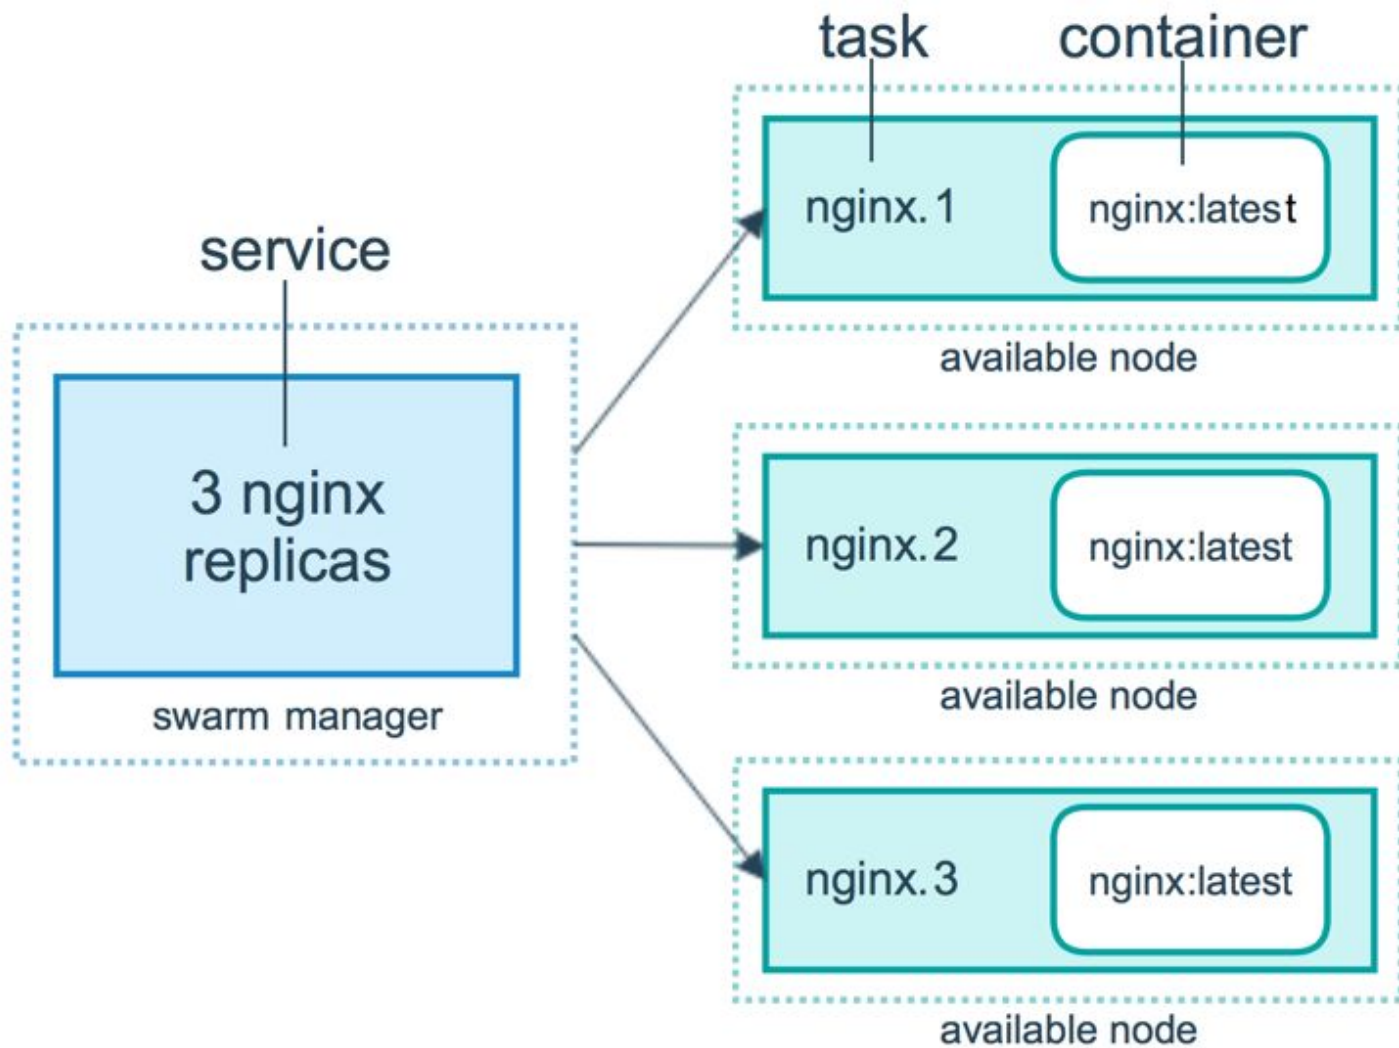 task
container
nginx.1
nginx:latest
available node
service
3 nginx
replicas
swarm manager
nginx.2
nginx:latest
available node
nginx.3
nginx:latest
available node